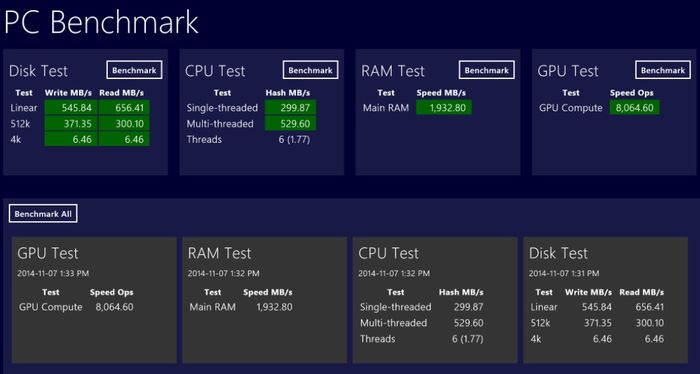 PC Benchmark
Disk Test Benchmark
Test Write MB/s Read MB/s
Linear 545.84 656.41
512k 371.35 300.10
4k 6.46 6.46
CPU Test Benchmark
Test Hash MB/s
Single-threaded 299.87
Multi-threaded 529.60
Threads 6 (1.77)
RAM Test Benchmark
Test Speed MB/s
Main RAM 1,932.80
GPU Test Benchmark
Test Speed Ops
GPU Compute 8,064.60
Benchmark All
GPU Test
2014-11-07 1:33 PM
Test Speed Ops
GPU Compute 8,064.60
RAM Test
2014-11-07 1:32 PM
Test Speed MB/s
Main RAM 1,932.80
CPU Test
2014-11-07 1:32 PM
Test Hash MB/s
Single-threaded 299.87
Multi-threaded 529.60
Threads 6 (1.77)
Disk Test
2014-11-07 1:31 PM
Test Write MB/s Read MB/s
Linear 545.84 656.41
512k 371.35 300.10
4k 6.46 6.46